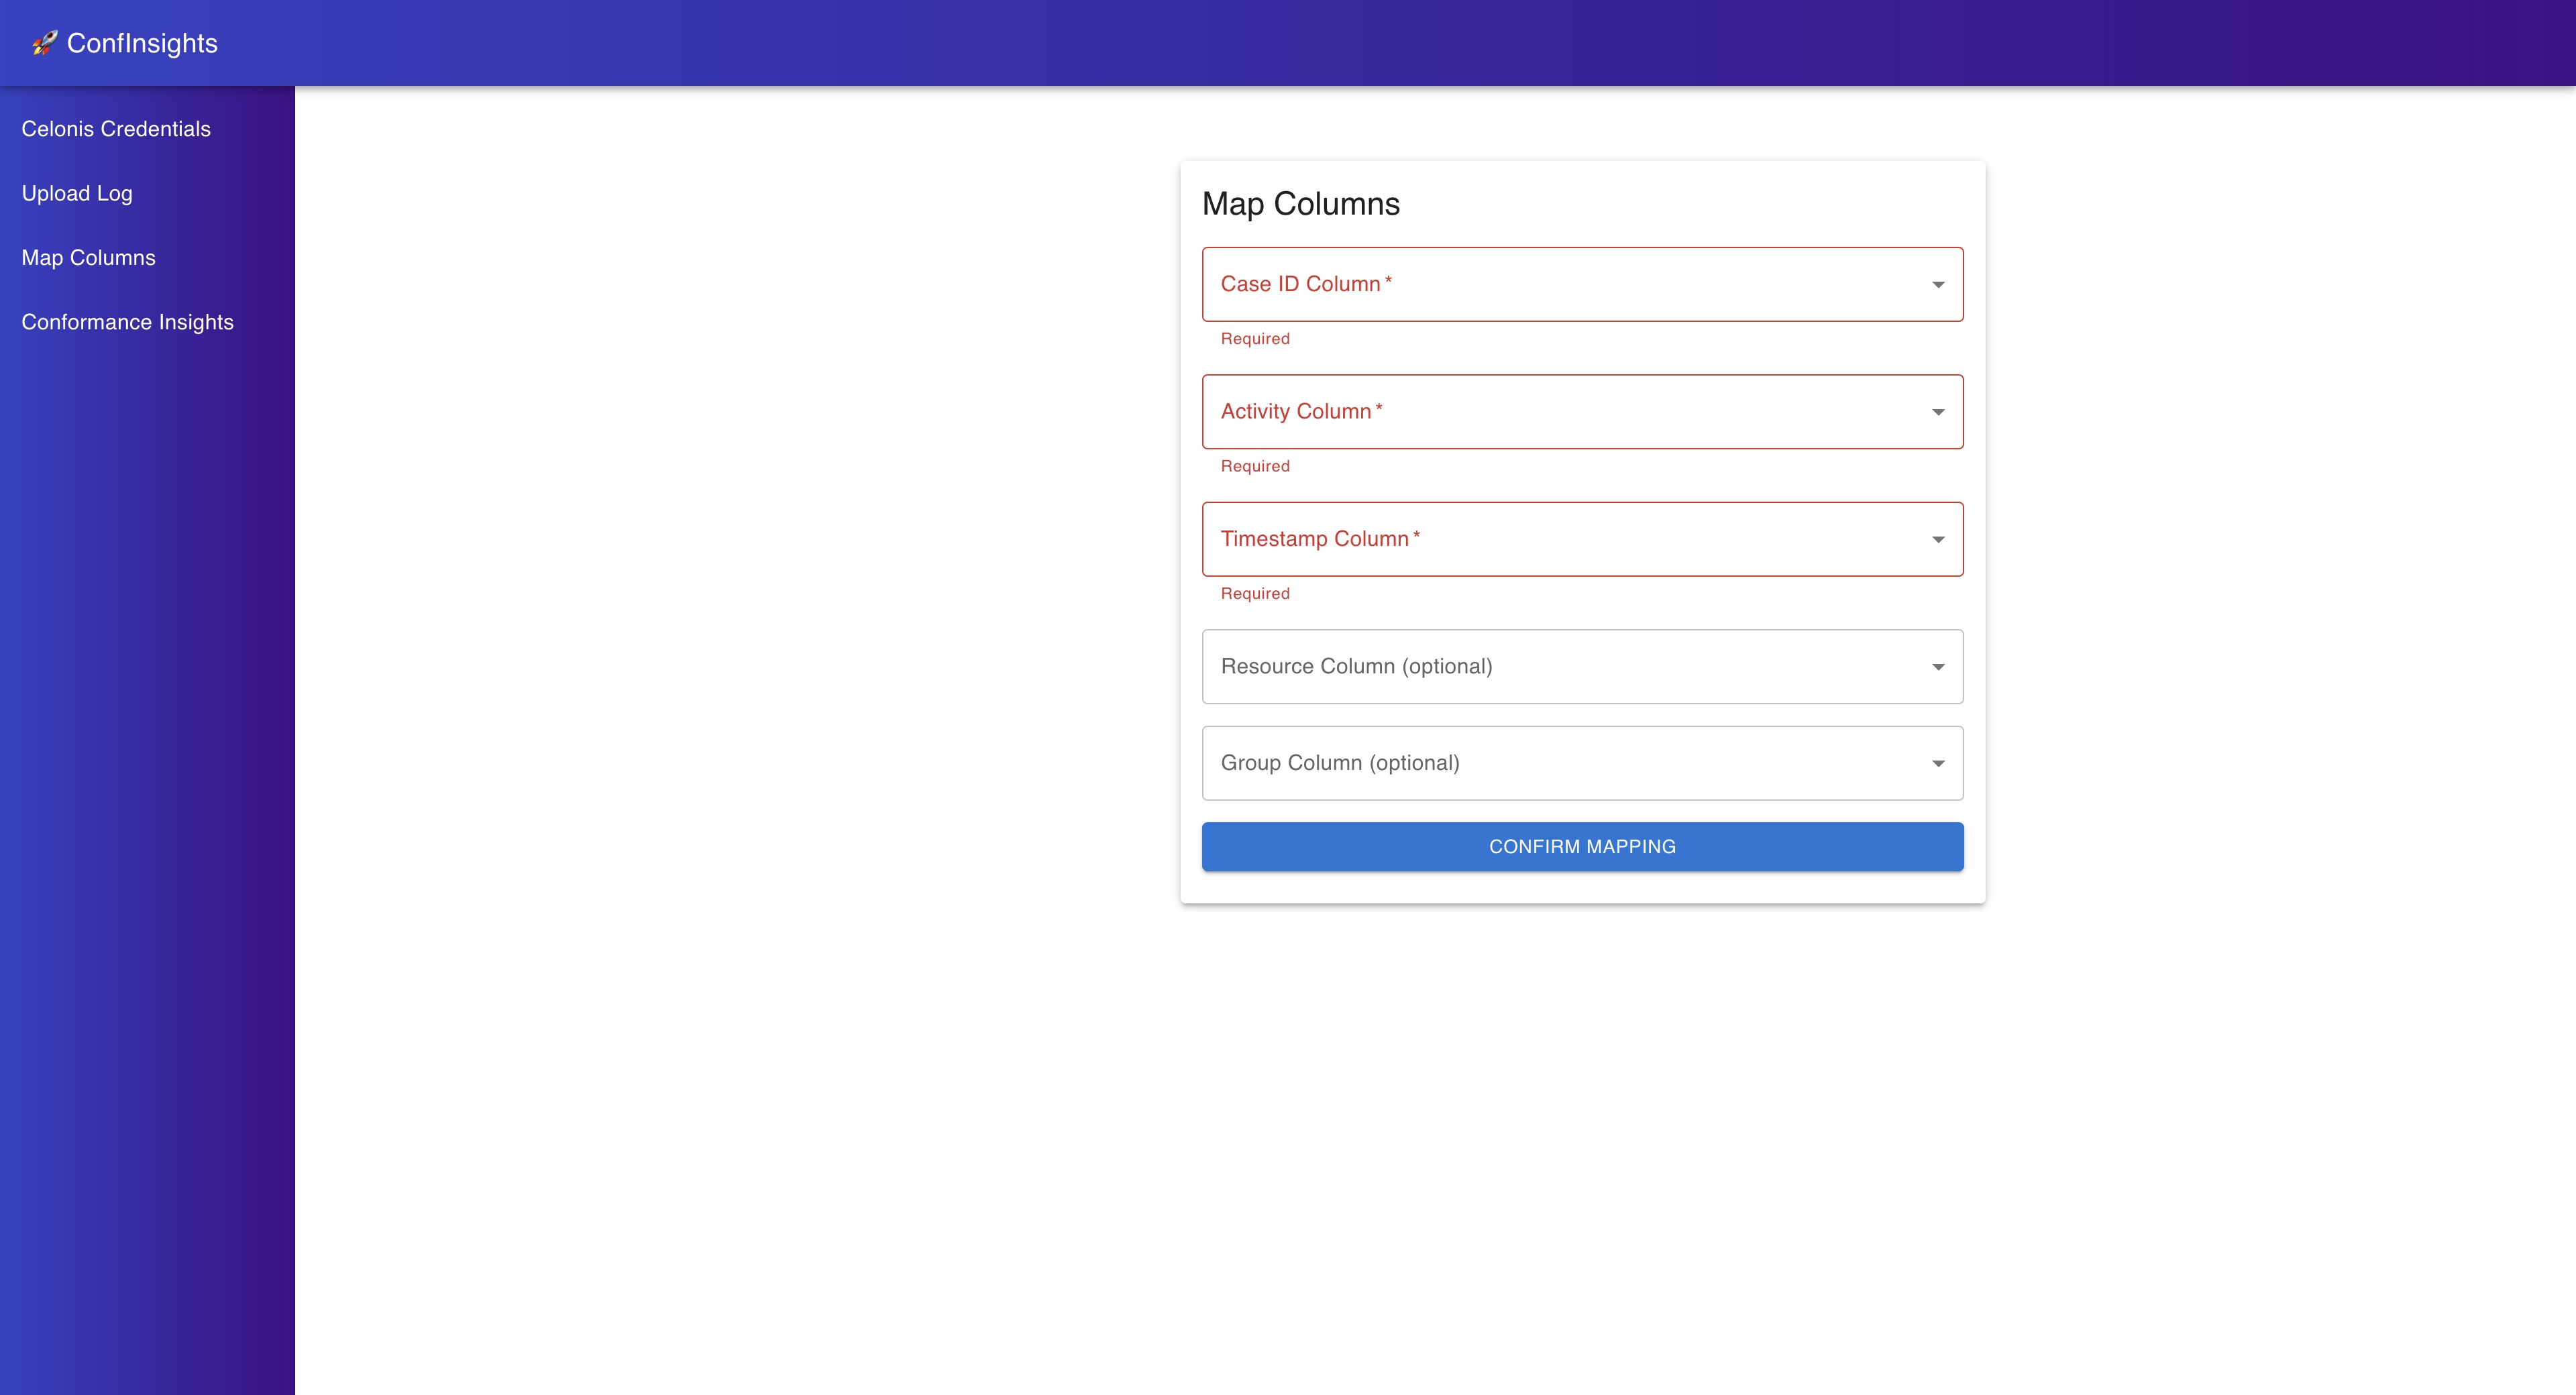 🚀 ConfInsights
Celonis Credentials
Upload Log
Map Columns
Conformance Insights
Map Columns
Case ID Column *
Required
Activity Column *
Required
Timestamp Column *
Required
Resource Column (optional)
Group Column (optional)
CONFIRM MAPPING